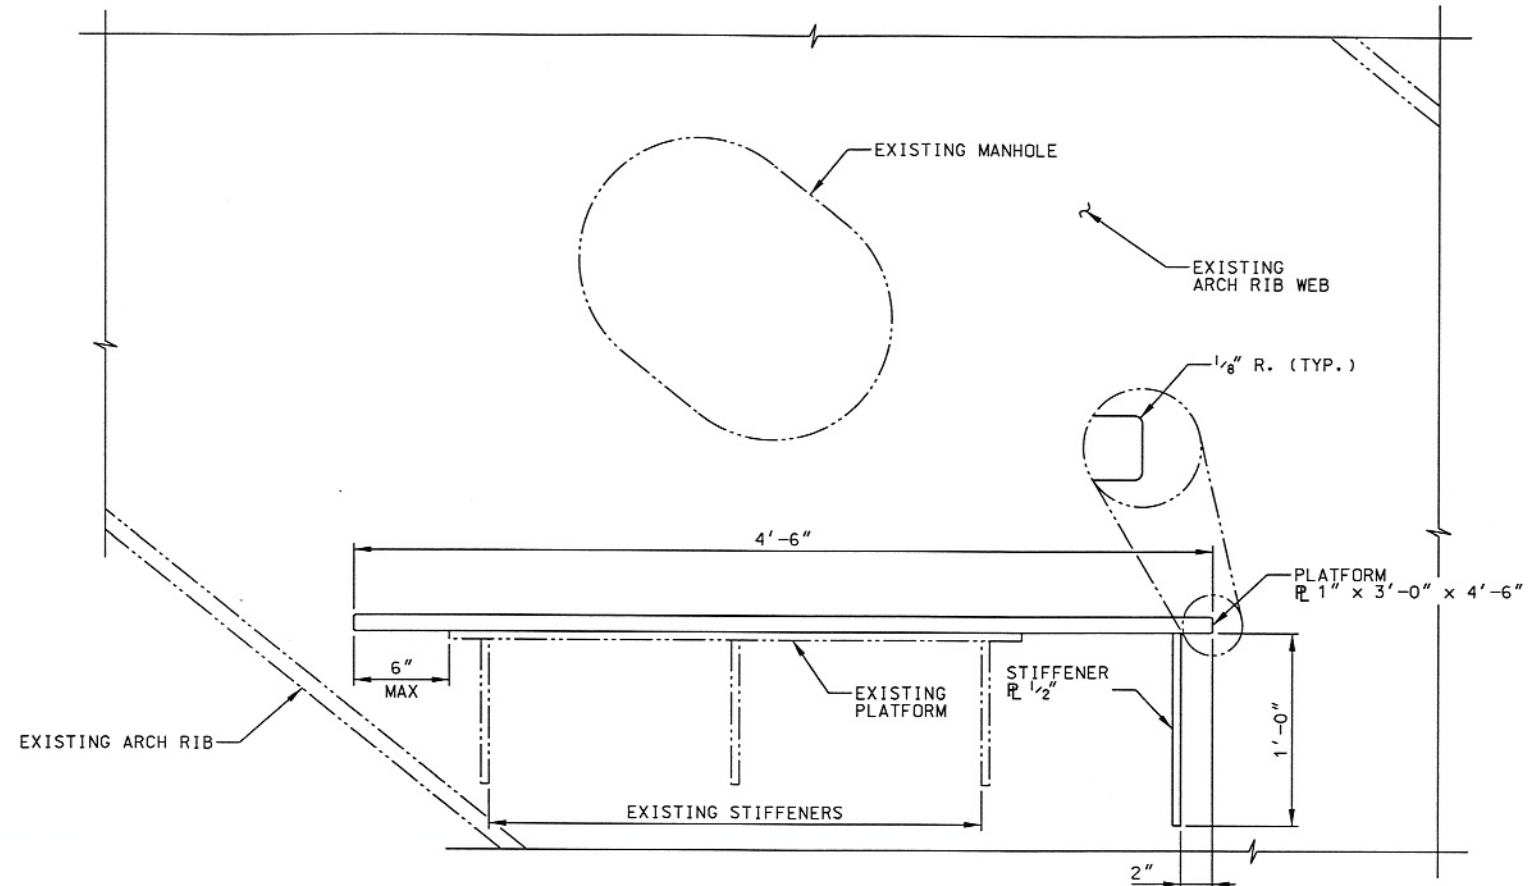 EXISTING MANHOLE
EXISTING
ARCH RIB WEB
1/8" R. (TYP.)
4'-6"
PLATFORM
PL 1" x 3'-0" x 4'-6"
6"
MAX
STIFFENER
PL 1/2"
EXISTING
PLATFORM
1'-0"
EXISTING ARCH RIB
EXISTING STIFFENERS
2"